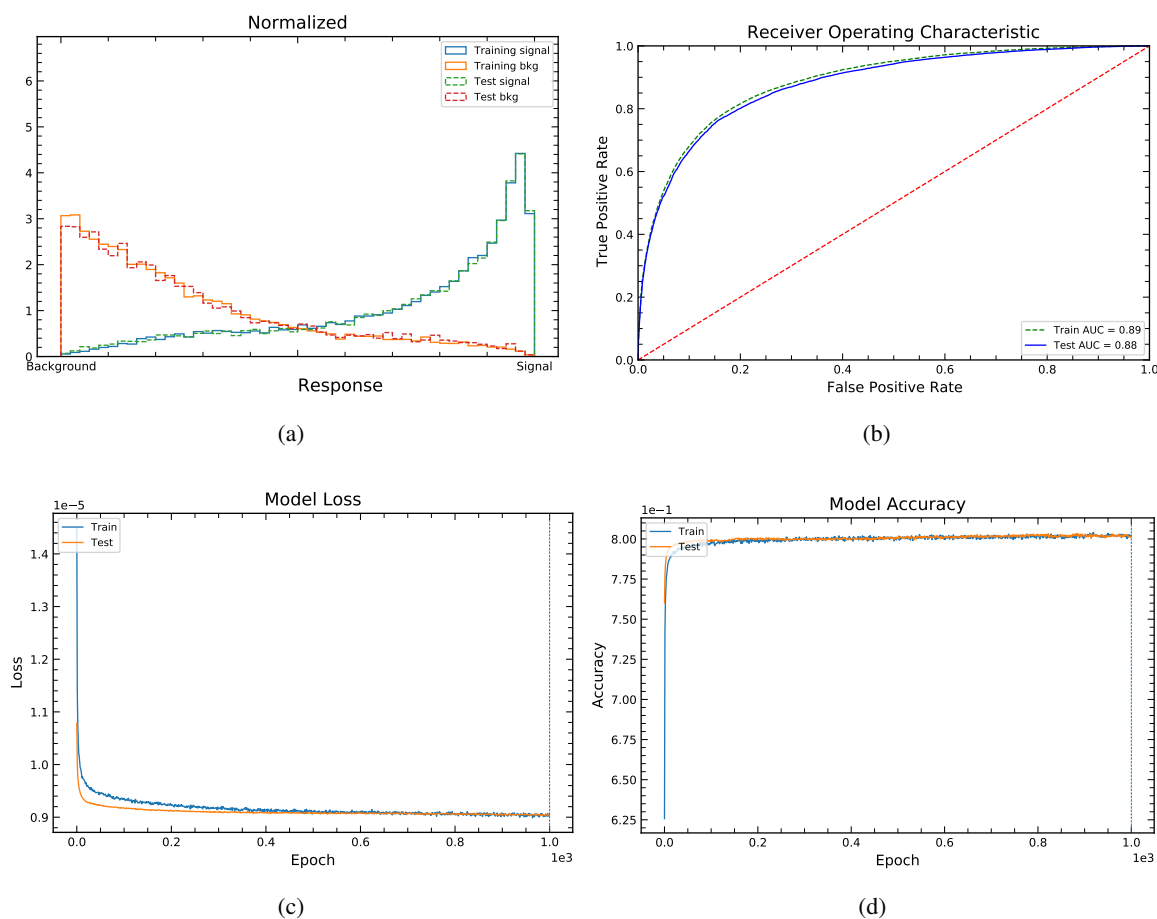 Normalized
Training signal
Training bkg
Test signal
Test bkg
6
5
4
3
2
1
0
Background
Signal
Response
(a)
Receiver Operating Characteristic
1.0
0.8
0.6
0.4
0.2
0.0
True Positive Rate
Train AUC = 0.89
Test AUC = 0.88
0.0 0.2 0.4 0.6 0.8 1.0
False Positive Rate
(b)
Model Loss
1e-5
Train
Test
1.4
1.3
1.2
1.1
1.0
0.9
Loss
0.0 0.2 0.4 0.6 0.8 1.0
Epoch
1e3
(c)
Model Accuracy
1e-1
Train
Test
8.00
7.75
7.50
7.25
7.00
6.75
6.50
6.25
Accuracy
0.0 0.2 0.4 0.6 0.8 1.0
Epoch
1e3
(d)